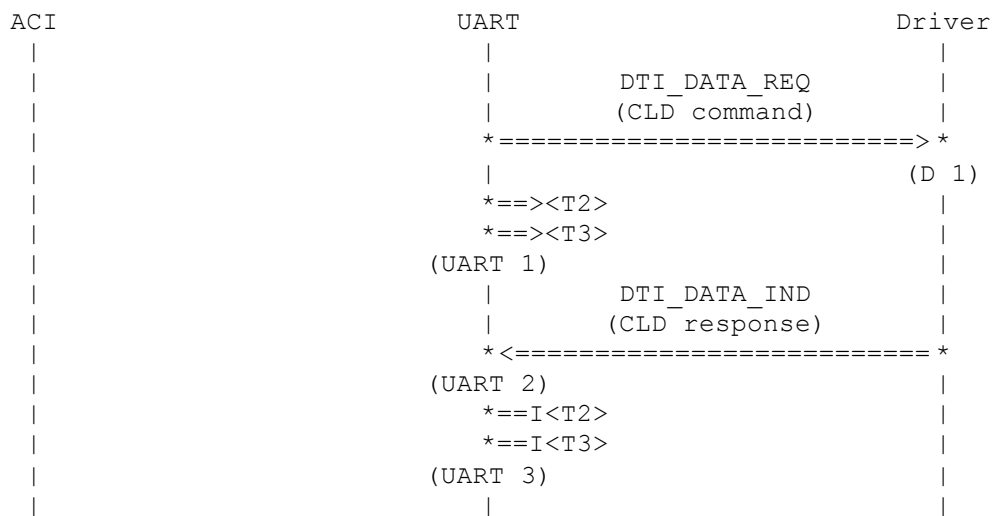 ACI                         UART                       Driver
 |                            |                           |
 |                            |       DTI_DATA_REQ        |
 |                            |       (CLD command)       |
 |                            *==========================>*
 |                            |                         (D 1)
 |                            *==><T2>                    |
 |                            *==><T3>                    |
 |                        (UART 1)                        |
 |                            |       DTI_DATA_IND        |
 |                            |      (CLD response)       |
 |                            *<==========================*
 |                        (UART 2)                        |
 |                            *==I<T2>                    |
 |                            *==I<T3>                    |
 |                        (UART 3)                        |
 |                            |                           |